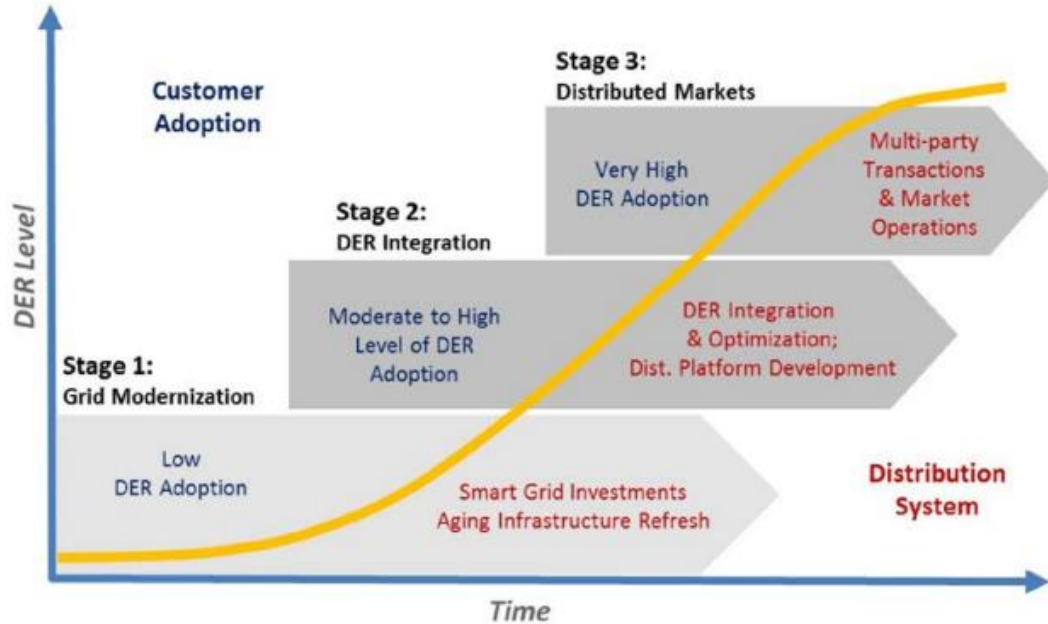 Customer
Adoption
Stage 3:
Distributed Markets
Very High
DER Adoption
Multi-party
Transactions
& Market
Operations
Stage 2:
DER Integration
Moderate to High
Level of DER
Adoption
DER Integration
& Optimization;
Dist. Platform Development
Stage 1:
Grid Modernization
Low
DER Adoption
Smart Grid Investments
Aging Infrastructure Refresh
Distribution
System
DER Level
Time